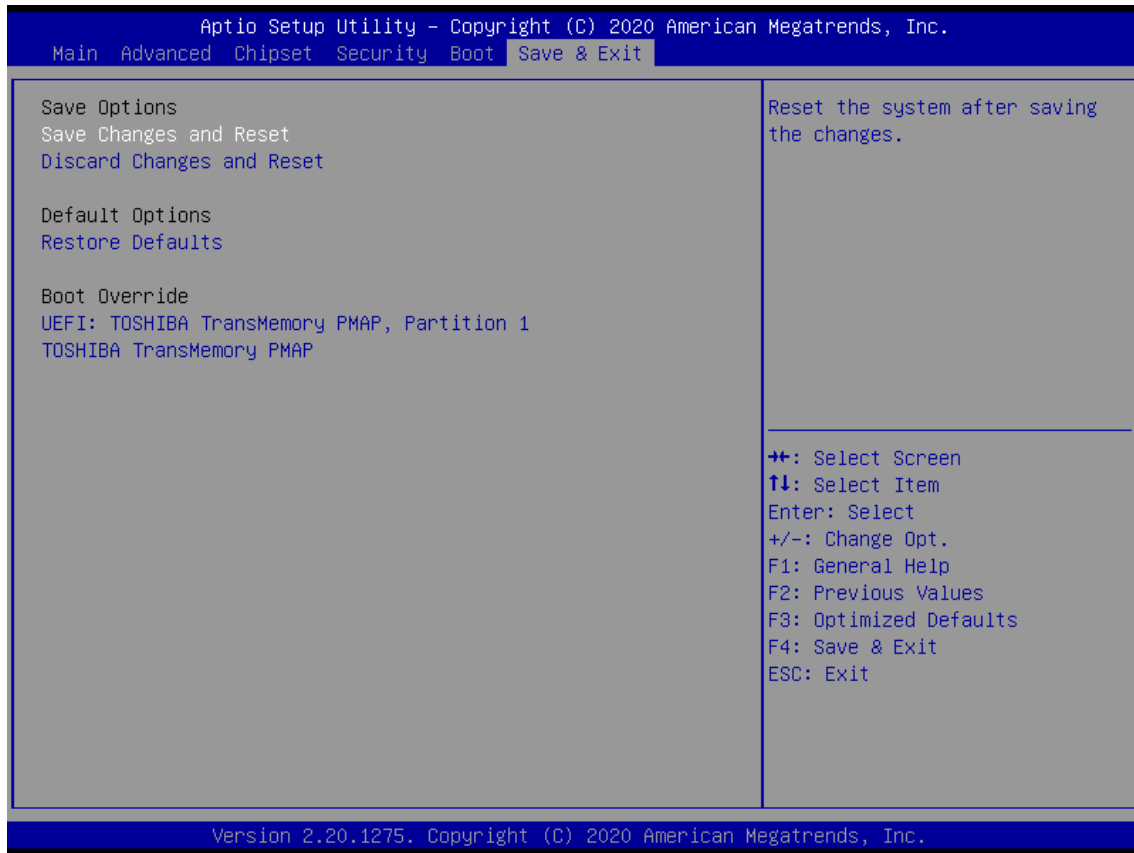 Aptio Setup Utility – Copyright (C) 2020 American Megatrends, Inc.
Main Advanced Chipset Security Boot Save & Exit
Save Options
Save Changes and Reset
Discard Changes and Reset
Default Options
Restore Defaults
Boot Override
UEFI: TOSHIBA TransMemory PMAP, Partition 1
TOSHIBA TransMemory PMAP
Reset the system after saving
the changes.
→←: Select Screen
↑↓: Select Item
Enter: Select
+/-: Change Opt.
F1: General Help
F2: Previous Values
F3: Optimized Defaults
F4: Save & Exit
ESC: Exit
Version 2.20.1275. Copyright (C) 2020 American Megatrends, Inc.